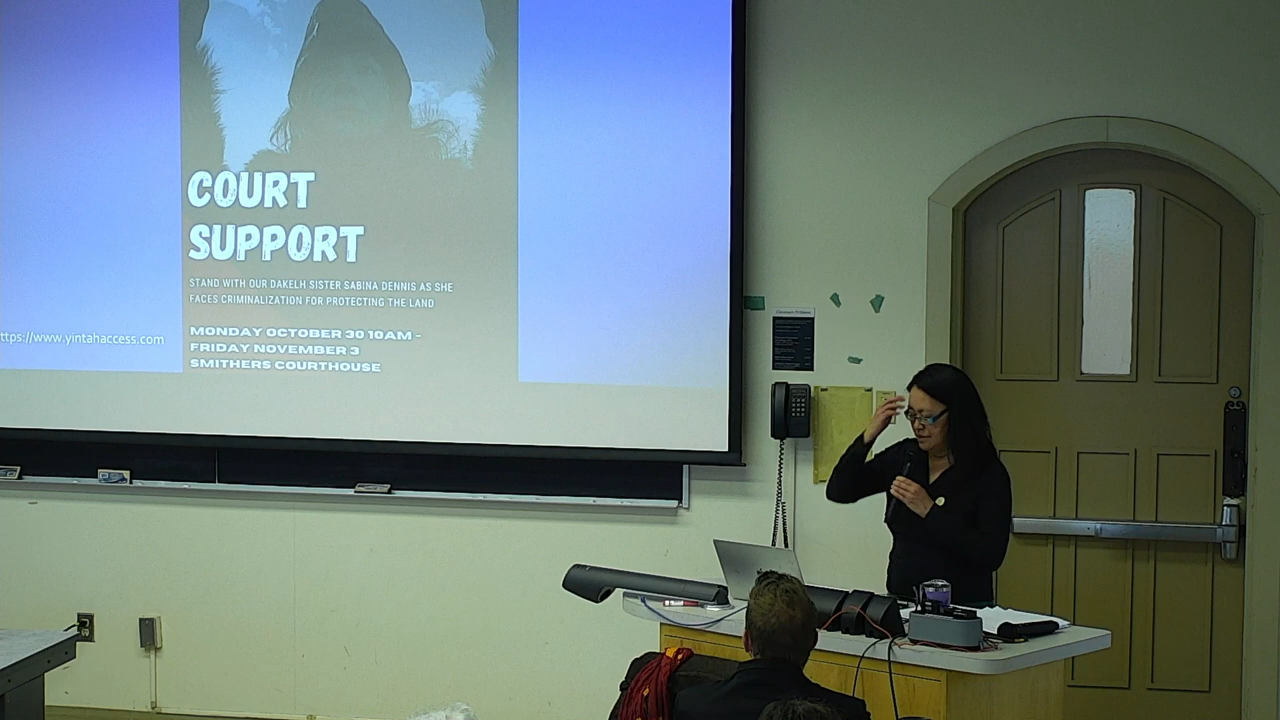 COURT
SUPPORT
STAND WITH OUR DAKELH SISTER SABINA DENNIS AS SHE
FACES CRIMINALIZATION FOR PROTECTING THE LAND
MONDAY OCTOBER 30 10AM -
FRIDAY NOVEMBER 3
SMITHERS COURTHOUSE
ttps://www.yintahaccess.com